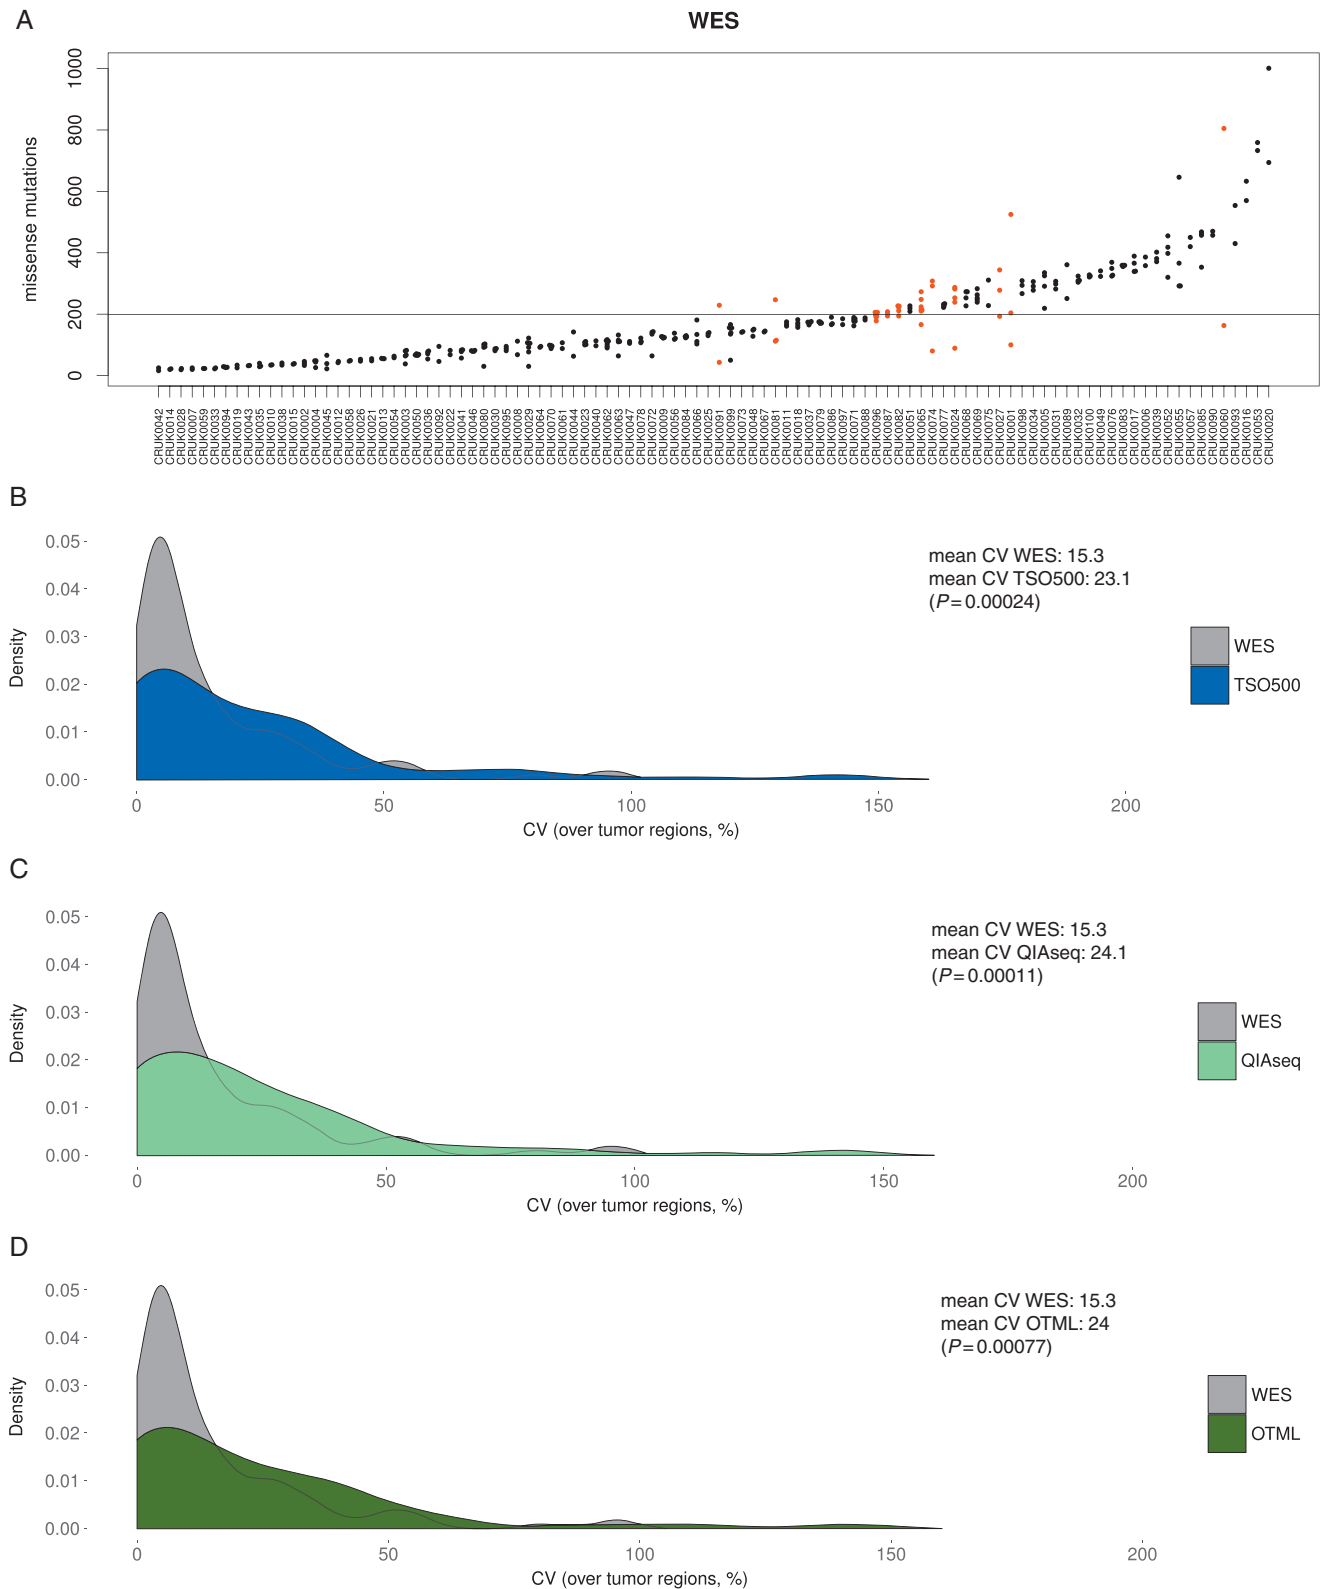 A
WES
missense mutations
1000
800
600
400
200
0
CRUK0042
CRUK0014
CRUK0028
CRUK0007
CRUK0059
CRUK0033
CRUK0094
CRUK0019
CRUK0043
CRUK0035
CRUK0010
CRUK0038
CRUK0015
CRUK0002
CRUK0004
CRUK0045
CRUK0012
CRUK0058
CRUK0026
CRUK0021
CRUK0013
CRUK0054
CRUK0003
CRUK0050
CRUK0036
CRUK0092
CRUK0022
CRUK0041
CRUK0046
CRUK0080
CRUK0030
CRUK0095
CRUK0008
CRUK0029
CRUK0064
CRUK0070
CRUK0061
CRUK0044
CRUK0023
CRUK0040
CRUK0062
CRUK0063
CRUK0047
CRUK0078
CRUK0072
CRUK0009
CRUK0056
CRUK0084
CRUK0066
CRUK0025
CRUK0091
CRUK0099
CRUK0073
CRUK0048
CRUK0067
CRUK0081
CRUK0011
CRUK0018
CRUK0037
CRUK0079
CRUK0086
CRUK0097
CRUK0071
CRUK0088
CRUK0096
CRUK0087
CRUK0082
CRUK0051
CRUK0065
CRUK0074
CRUK0077
CRUK0024
CRUK0068
CRUK0069
CRUK0075
CRUK0027
CRUK0001
CRUK0098
CRUK0034
CRUK0005
CRUK0031
CRUK0089
CRUK0032
CRUK0100
CRUK0049
CRUK0076
CRUK0083
CRUK0017
CRUK0006
CRUK0039
CRUK0052
CRUK0055
CRUK0057
CRUK0085
CRUK0090
CRUK0060
CRUK0093
CRUK0016
CRUK0053
CRUK0020
B
Density
0.05
0.04
0.03
0.02
0.01
0.00
mean CV WES: 15.3
mean CV TSO500: 23.1
(P=0.00024)
WES
TSO500
0 50 100 150 200
CV (over tumor regions, %)
C
Density
0.05
0.04
0.03
0.02
0.01
0.00
mean CV WES: 15.3
mean CV QIAseq: 24.1
(P=0.00011)
WES
QIAseq
0 50 100 150 200
CV (over tumor regions, %)
D
Density
0.05
0.04
0.03
0.02
0.01
0.00
mean CV WES: 15.3
mean CV OTML: 24
(P=0.00077)
WES
OTML
0 50 100 150 200
CV (over tumor regions, %)